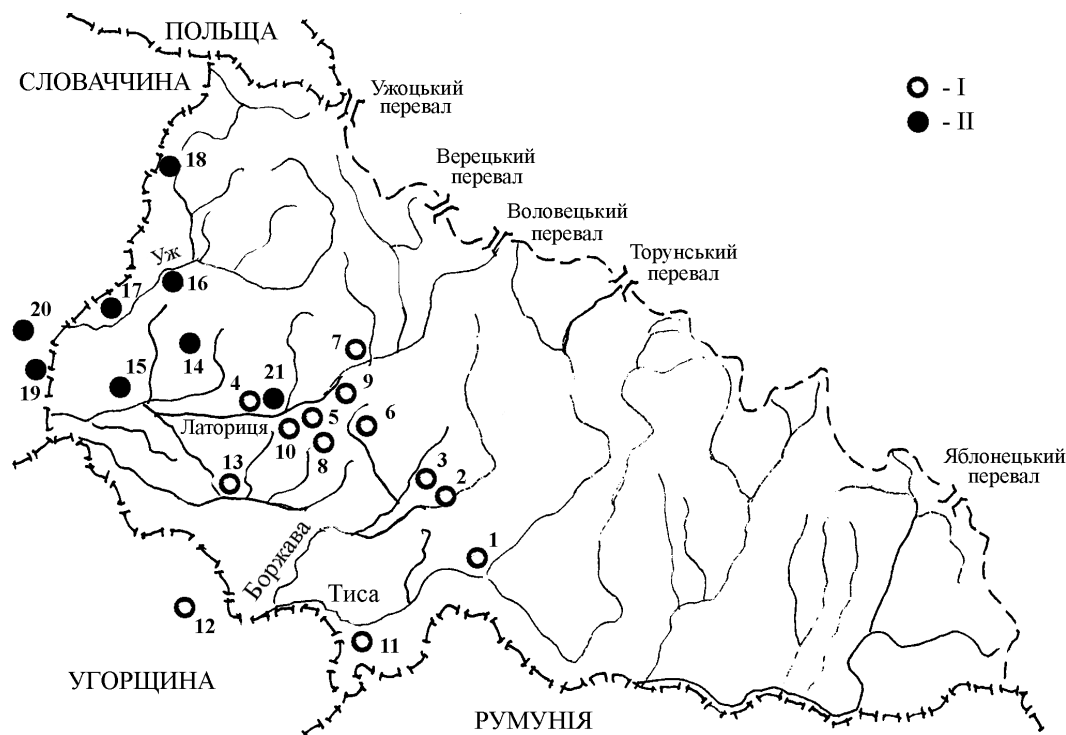 ПОЛЬЩА
СЛОВАЧЧИНА
Ужоцький
перевал
- I
- II
Верецький
перевал
18
Воловецький
перевал
Торунський
перевал
Уж
16
17
20
7
14
15
19
21
4
9
Латориця
5
6
10
8
13
3
2
Яблонецький
перевал
1
Боржава
Тиса
12
11
УГОРЩИНА
РУМУНІЯ